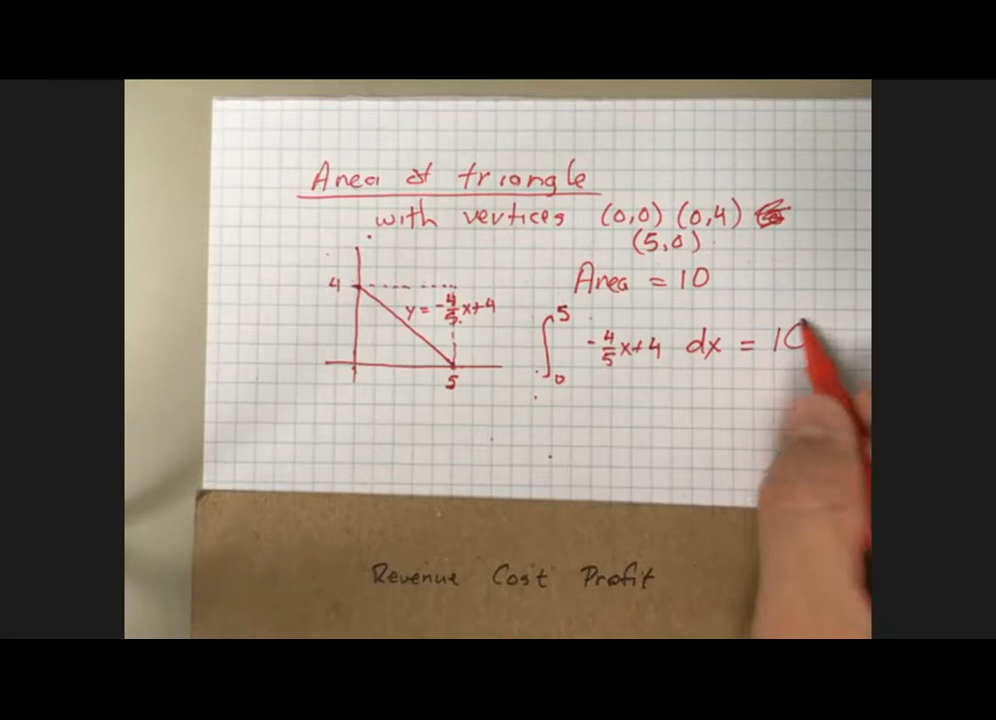 Area of triangle
with vertices (0,0) (0,4)
(5,0)
Area = 10
4
y = -4/5x+4
5
∫₀⁵ -4/5x+4 dx = 10
Revenue Cost Profit